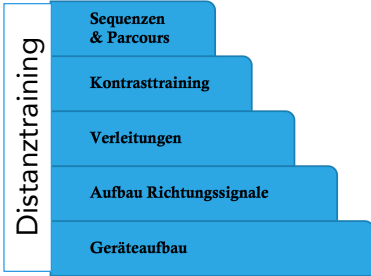 Distanztraining
Sequenzen
& Parcours
Kontrasttraining
Verleitungen
Aufbau Richtungssignale
Geräteaufbau